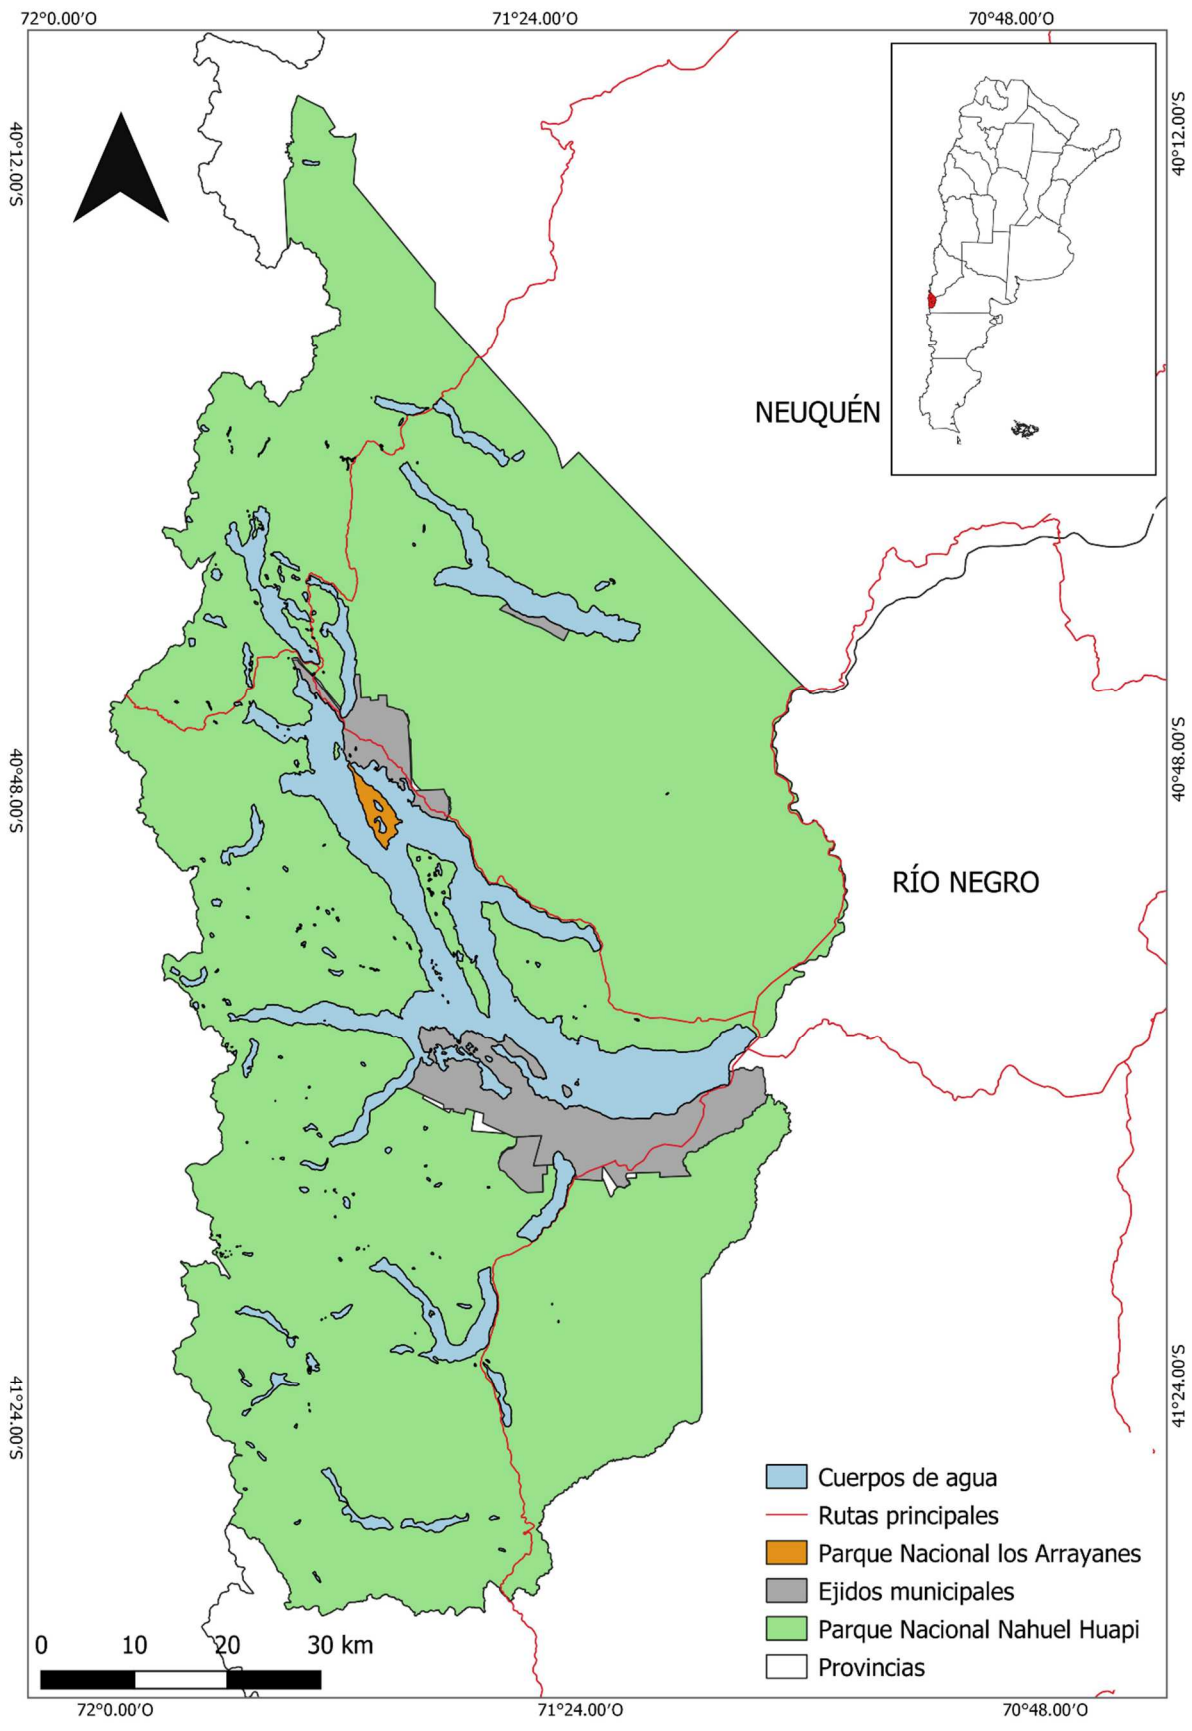 72°0.00′O
71°24.00′O
70°48.00′O
40°12.00′S
40°12.00′S
NEUQUÉN
40°48.00′S
40°48.00′S
RÍO NEGRO
41°24.00′S
41°24.00′S
Cuerpos de agua
Rutas principales
Parque Nacional los Arrayanes
Ejidos municipales
Parque Nacional Nahuel Huapi
Provincias
0 10 20 30 km
72°0.00′O
71°24.00′O
70°48.00′O